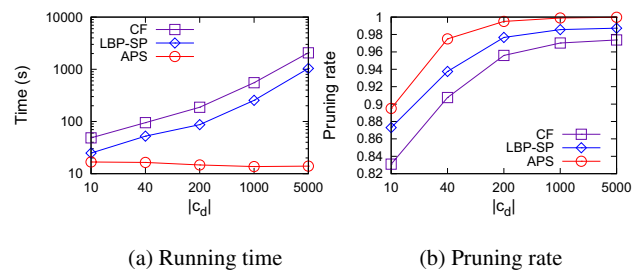 10000
1000
100
10
Time (s)
CF
LBP-SP
APS
10 40 200 1000 5000
|c_d|
(a) Running time
1
0.98
0.96
0.94
0.92
0.9
0.88
0.86
0.84
0.82
Pruning rate
CF
LBP-SP
APS
10 40 200 1000 5000
|c_d|
(b) Pruning rate